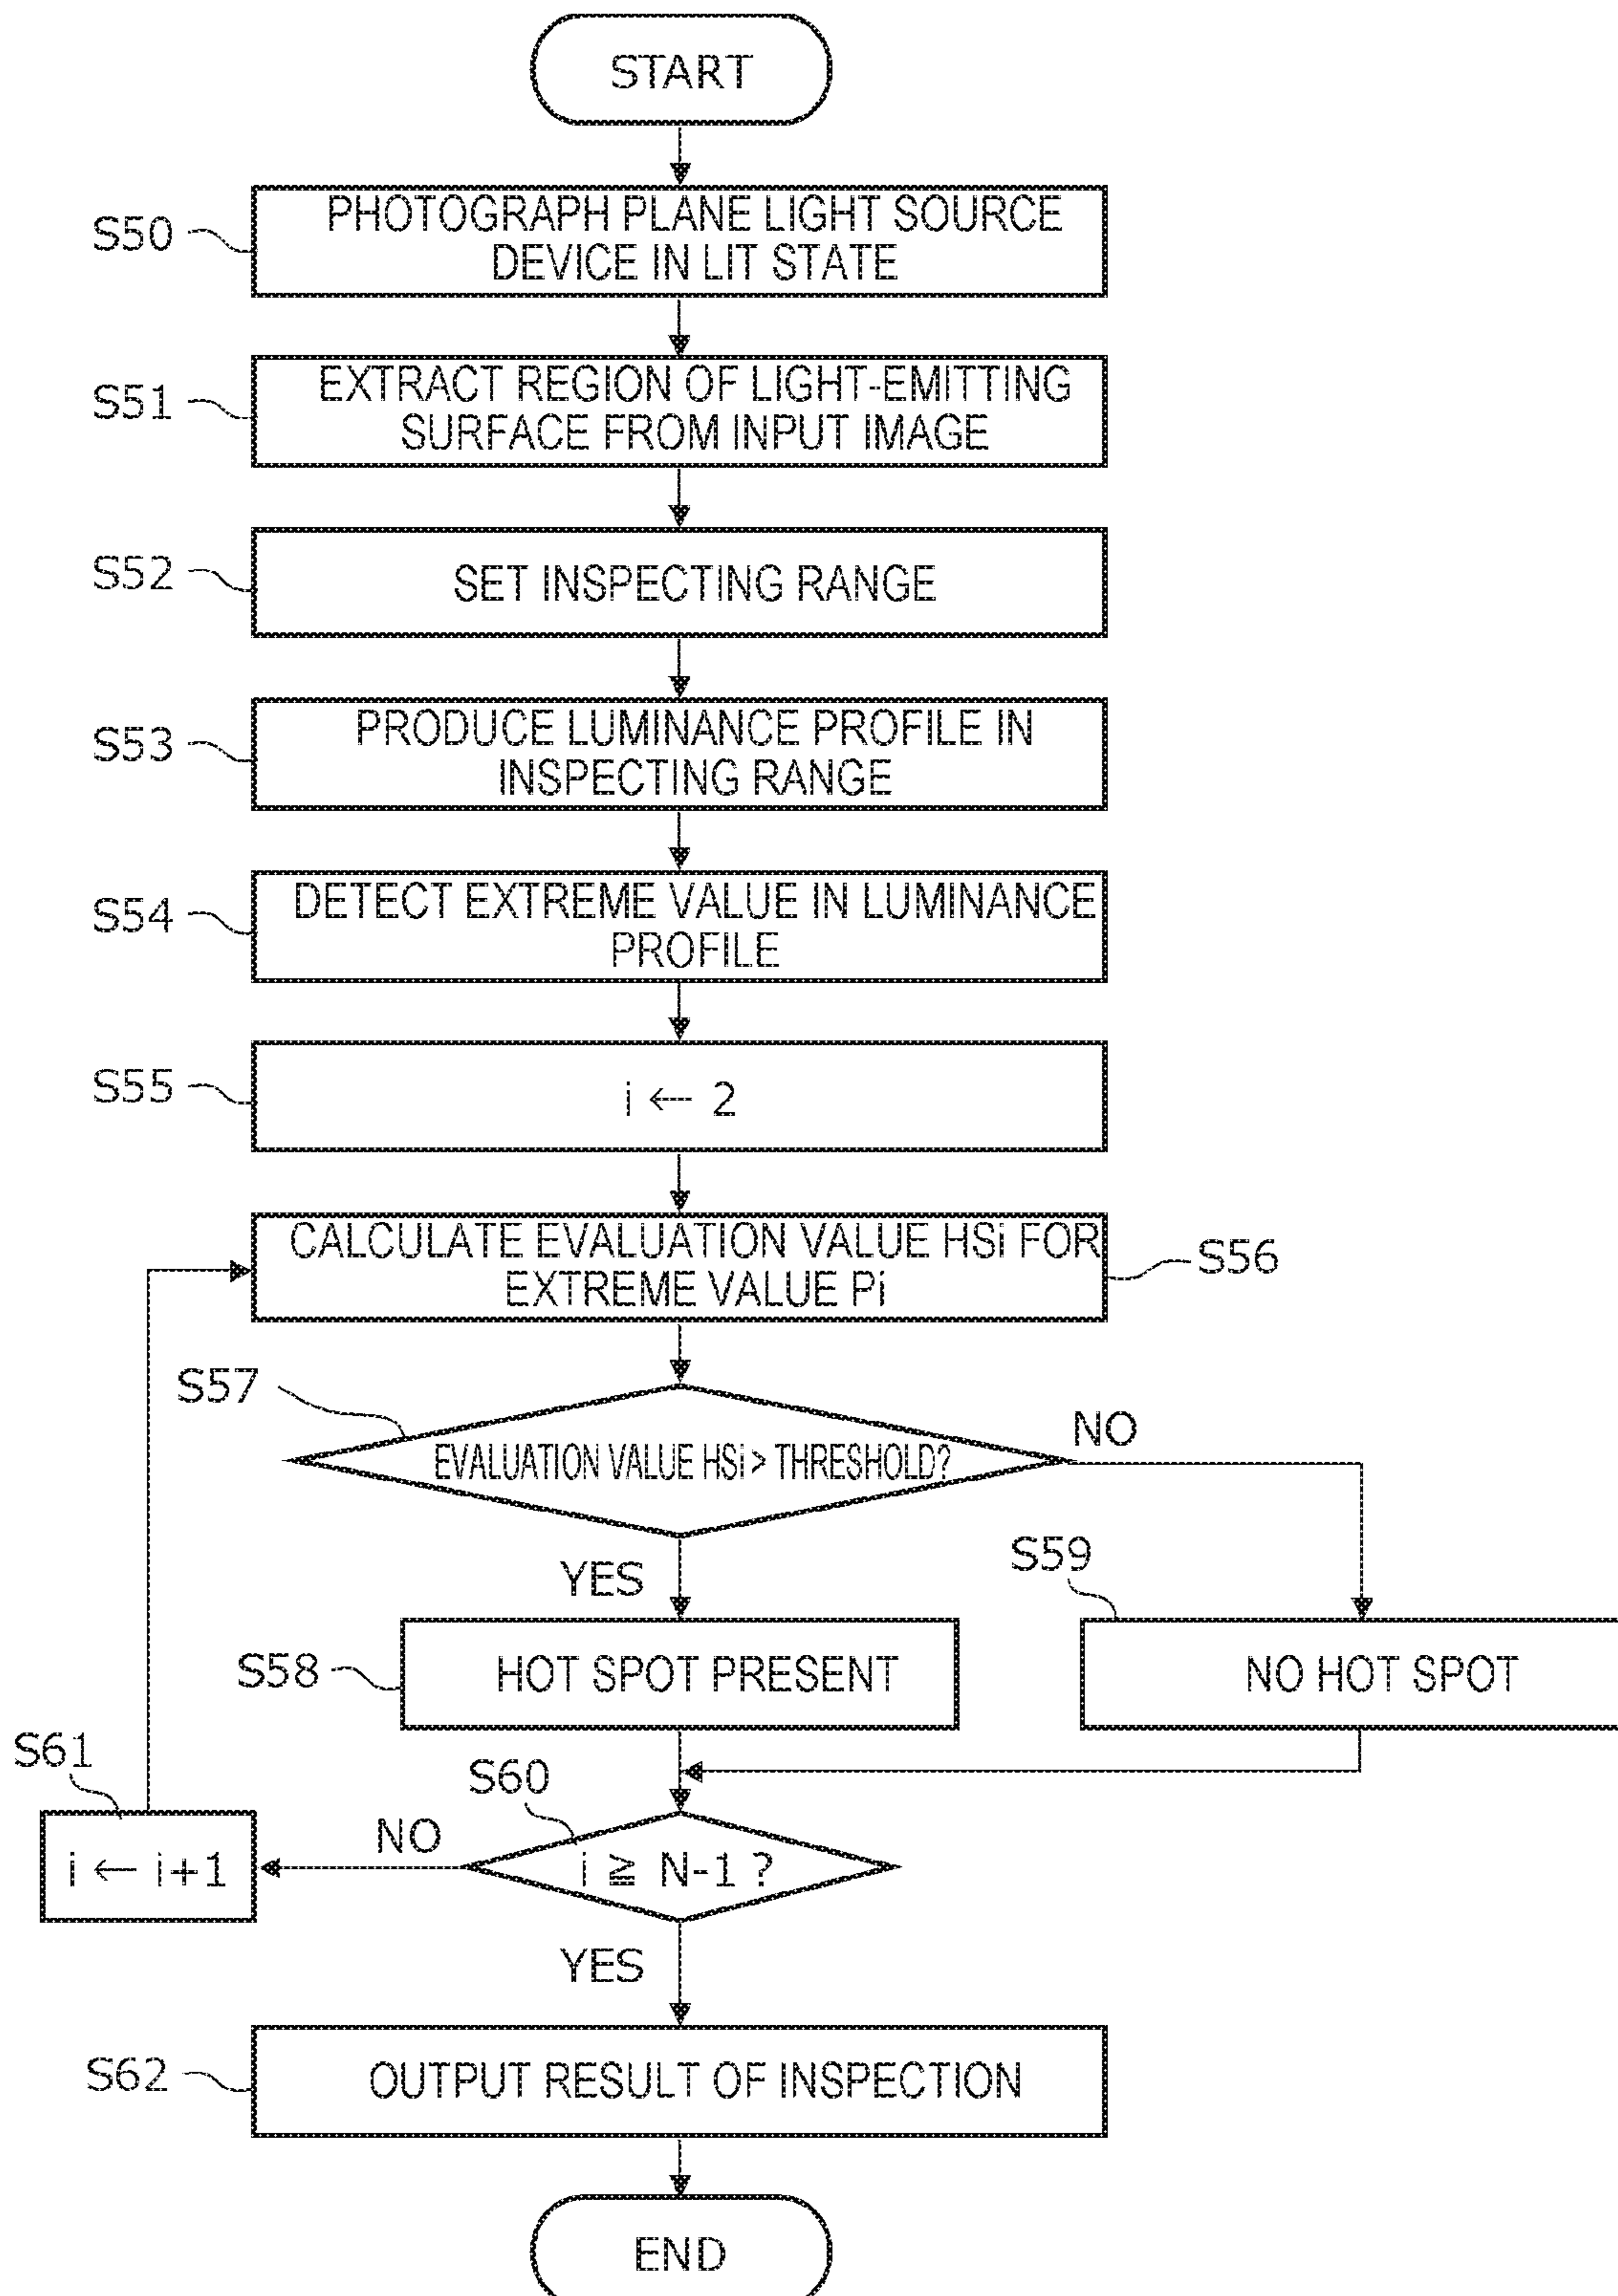 START
S50
PHOTOGRAPH PLANE LIGHT SOURCE
DEVICE IN LIT STATE
S51
EXTRACT REGION OF LIGHT-EMITTING
SURFACE FROM INPUT IMAGE
S52
SET INSPECTING RANGE
S53
PRODUCE LUMINANCE PROFILE IN
INSPECTING RANGE
S54
DETECT EXTREME VALUE IN LUMINANCE
PROFILE
S55
i ← 2
CALCULATE EVALUATION VALUE HSi FOR
EXTREME VALUE Pi
S56
S57
EVALUATION VALUE HSi > THRESHOLD?
NO
YES
S58
HOT SPOT PRESENT
S59
NO HOT SPOT
S60
i ≧ N-1 ?
NO
S61
i ← i+1
YES
S62
OUTPUT RESULT OF INSPECTION
END